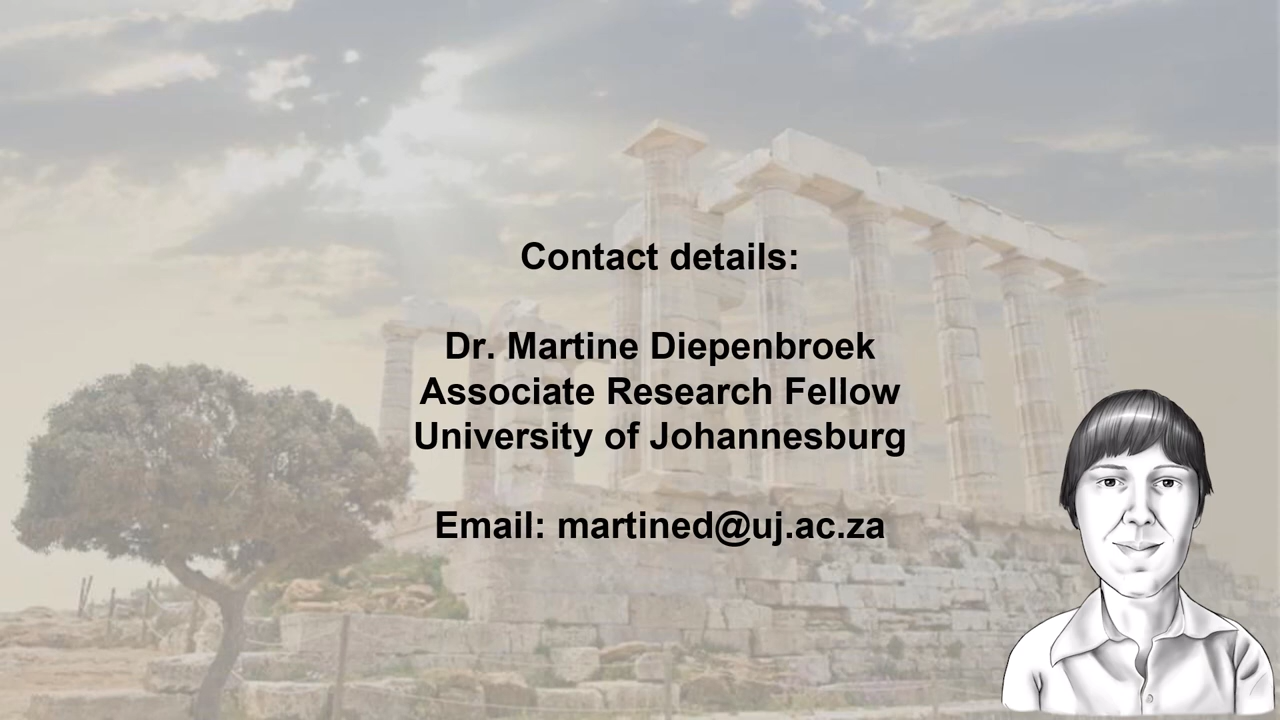 Contact details:
Dr. Martine Diepenbroek
Associate Research Fellow
University of Johannesburg
Email: martined@uj.ac.za